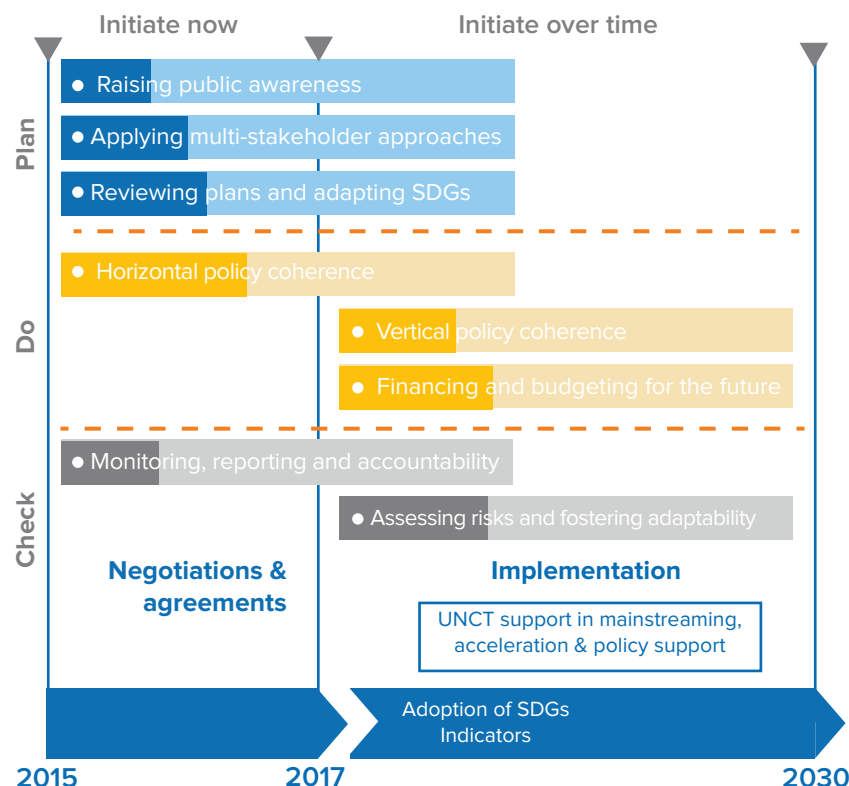 Initiate now
Initiate over time
Plan
Raising public awareness
Applying multi-stakeholder approaches
Reviewing plans and adapting SDGs
Do
Horizontal policy coherence
Vertical policy coherence
Financing and budgeting for the future
Check
Monitoring, reporting and accountability
Assessing risks and fostering adaptability
Negotiations &
agreements
Implementation
UNCT support in mainstreaming,
acceleration & policy support
Adoption of SDGs
Indicators
2015
2017
2030